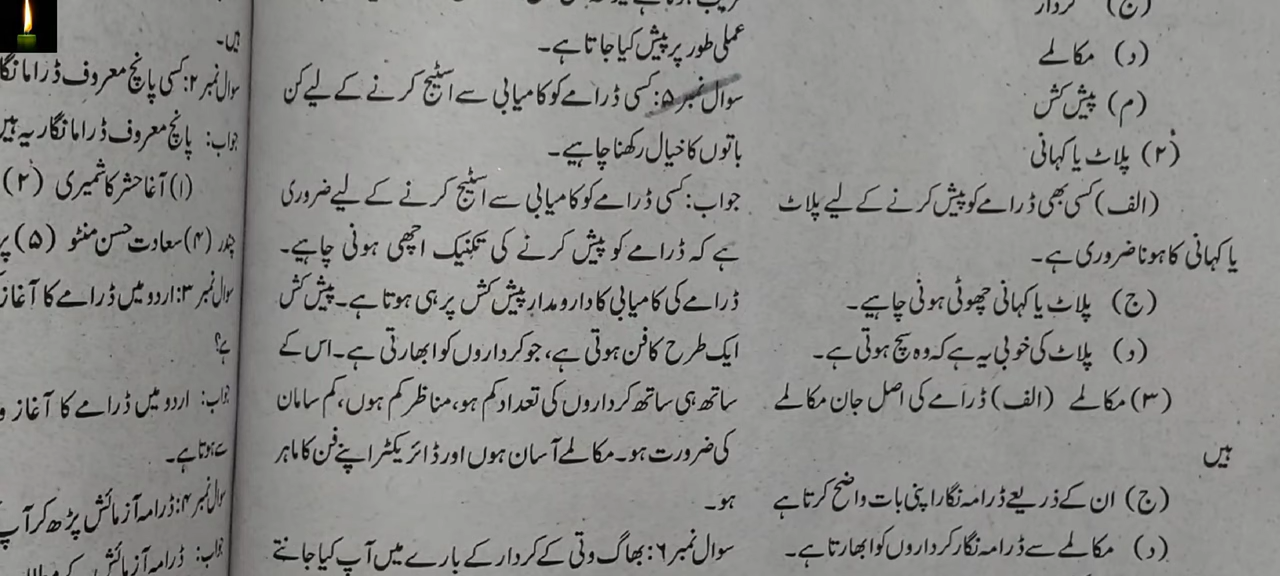 (ج) کردار
(د) مکالمے
(م) پیش کش
(۲) پلاٹ یا کہانی
(الف) کسی بھی ڈرامے کو پیش کرنے کے لیے پلاٹ
یا کہانی کا ہونا ضروری ہے۔
(ج) پلاٹ یا کہانی چھوٹی ہونی چاہیے۔
(د) پلاٹ کی خوبی یہ ہے کہ وہ سچ ہوتی ہے۔
(۳) مکالمے (الف) ڈرامے کی اصل جان مکالمے
ہیں
(ج) ان کے ذریعے ڈرامہ نگار اپنی بات واضح کرتا ہے
(د) مکالمے سے ڈرامہ نگار کرداروں کو ابھارتا ہے۔
عملی طور پر پیش کیا جاتا ہے۔
سوال نمبر ۵: کسی ڈرامے کو کامیابی سے اسٹیج کرنے کے لیے کن
باتوں کا خیال رکھنا چاہیے۔
جواب: کسی ڈرامے کو کامیابی سے اسٹیج کرنے کے لیے ضروری
ہے کہ ڈرامے کو پیش کرنے کی تکنیک اچھی ہونی چاہیے۔
ڈرامے کی کامیابی کا دارومدار پیش کش پر ہی ہوتا ہے۔ پیش کش
ایک طرح کا فن ہوتی ہے، جو کرداروں کو ابھارتی ہے۔ اس کے
ساتھ ہی ساتھ کرداروں کی تعداد کم ہو، مناظر کم ہوں، کم سامان
کی ضرورت ہو۔ مکالمے آسان ہوں اور ڈائریکٹر اپنے فن کا ماہر
ہو۔
سوال نمبر ۶: بھاگ وتی کے کردار کے بارے میں آپ کیا جانتے
ہیں۔
سوال نمبر ۲: کسی پانچ معروف ڈراما
جواب: پانچ معروف ڈراما نگار یہ ہیں
(۱) آغا حشر کاشمیری (۲)
چندر (۴) سعادت حسن منٹو (۵)
سوال نمبر ۳: اردو میں ڈرامے کا آغاز
ہے؟
جواب: اردو میں ڈرامے کا آغاز و
سے ہوتا ہے۔
سوال نمبر ۴: ڈرامہ آزمائش پڑھ کر آپ
جواب: ڈرامہ آزمائش کے